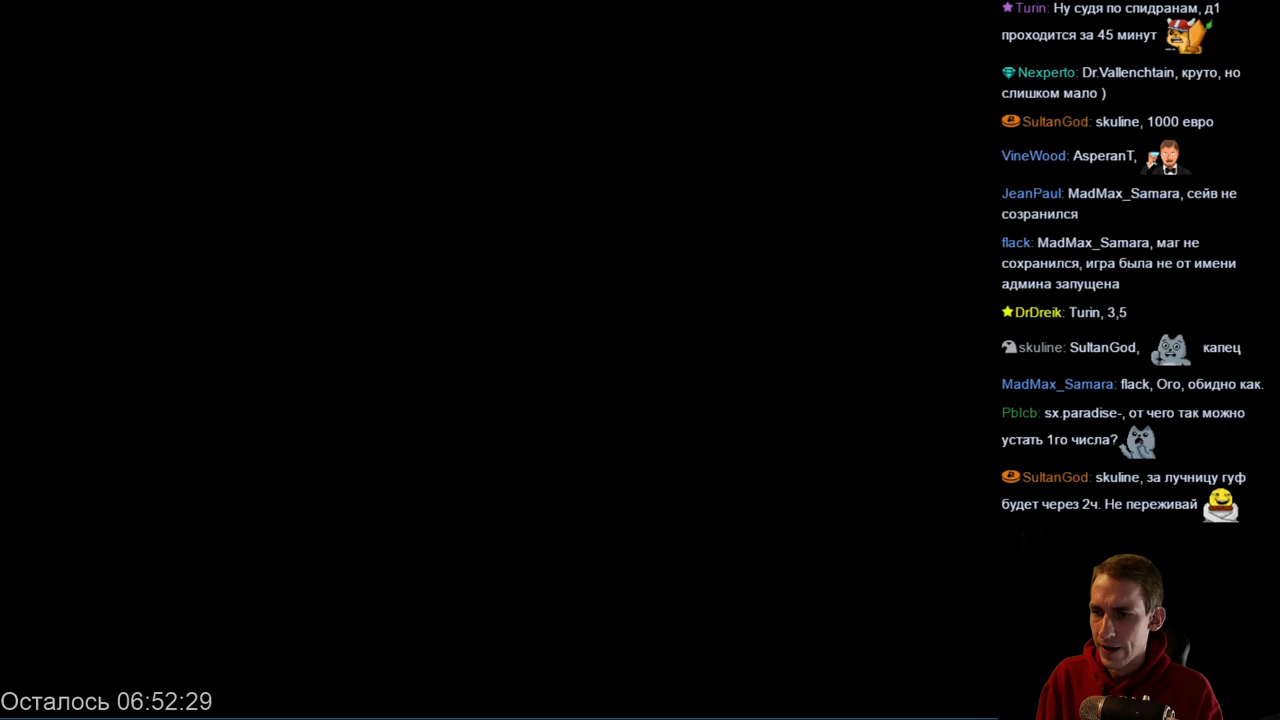 Turin: Ну судя по спидранам, д1
проходится за 45 минут
Nexperto: Dr.Vallenchtain, круто, но
слишком мало )
SultanGod: skuline, 1000 евро
VineWood: AsperanT,
JeanPaul: MadMax_Samara, сейв не
созранился
flack: MadMax_Samara, маг не
сохранился, игра была не от имени
админа запущена
DrDreik: Turin, 3,5
skuline: SultanGod, капец
MadMax_Samara: flack, Ого, обидно как.
Pblcb: sx.paradise-, от чего так можно
устать 1го числа?
SultanGod: skuline, за лучницу гуф
будет через 2ч. Не переживай
Осталось 06:52:29